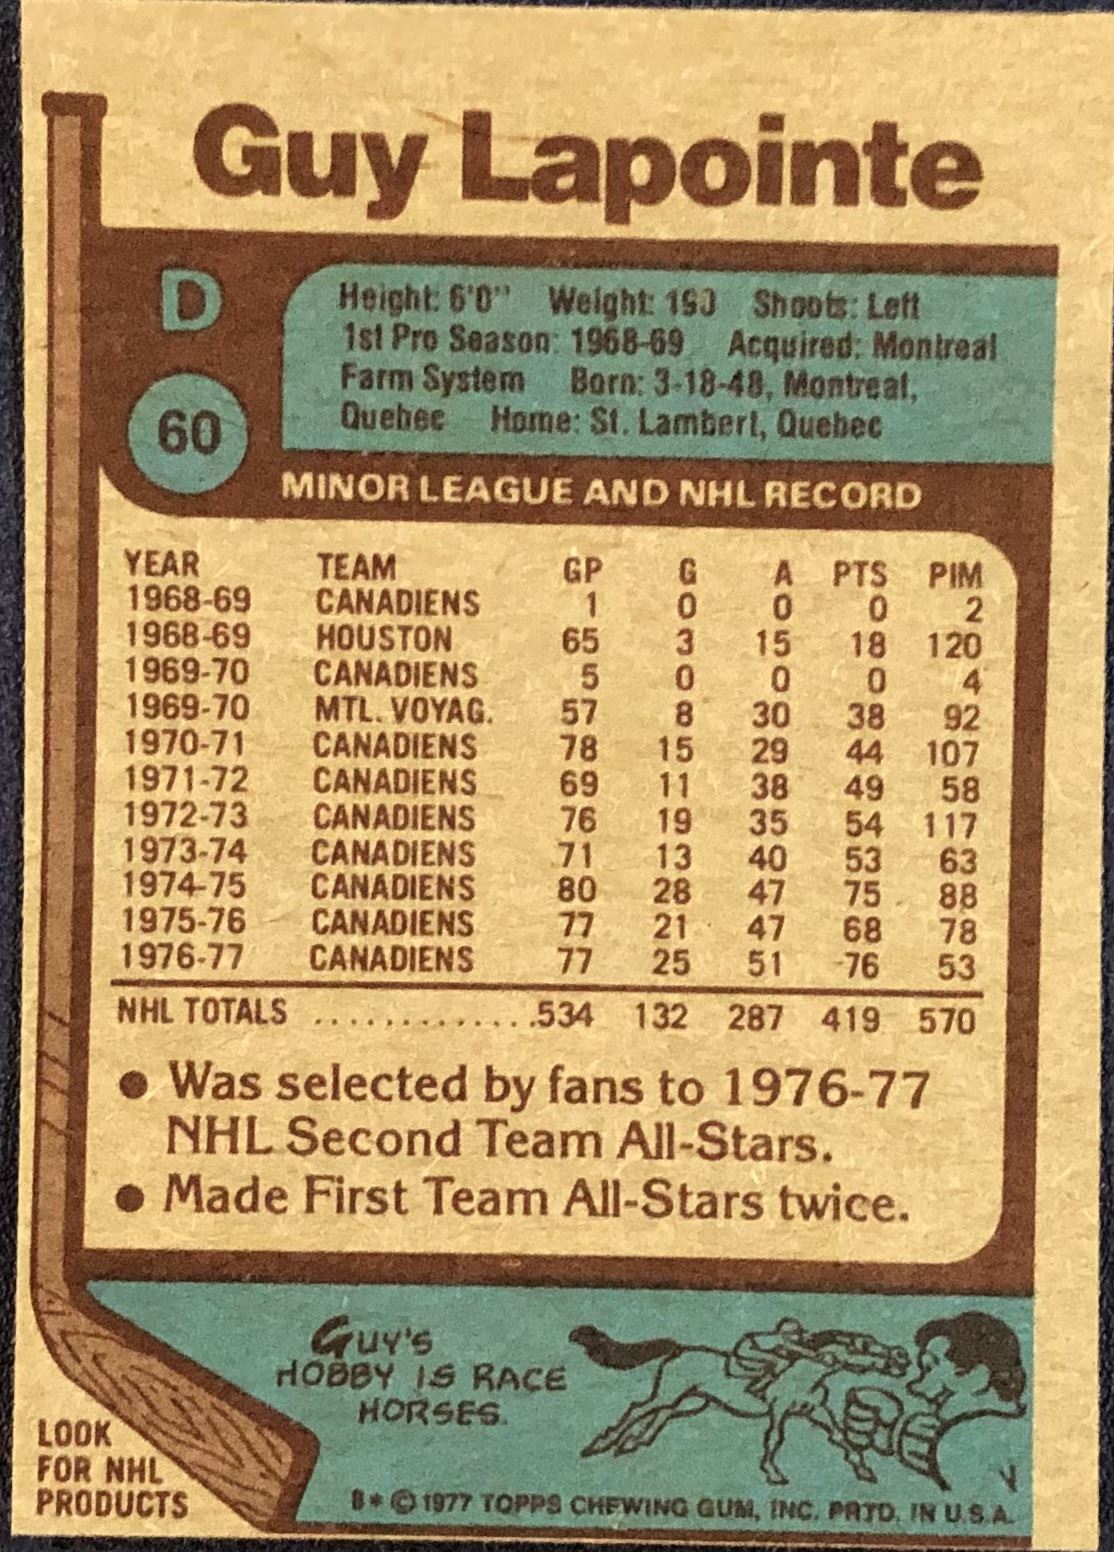 Guy Lapointe
D
60
Height: 6'0" Weight: 190 Shoots: Left
1st Pro Season: 1968-69 Acquired: Montreal
Farm System Born: 3-18-48, Montreal,
Quebec Home: St. Lambert, Quebec
MINOR LEAGUE AND NHL RECORD
YEAR TEAM GP G A PTS PIM
1968-69 CANADIENS 1 0 0 0 2
1968-69 HOUSTON 65 3 15 18 120
1969-70 CANADIENS 5 0 0 0 4
1969-70 MTL. VOYAG. 57 8 30 38 92
1970-71 CANADIENS 78 15 29 44 107
1971-72 CANADIENS 69 11 38 49 58
1972-73 CANADIENS 76 19 35 54 117
1973-74 CANADIENS 71 13 40 53 63
1974-75 CANADIENS 80 28 47 75 88
1975-76 CANADIENS 77 21 47 68 78
1976-77 CANADIENS 77 25 51 76 53
NHL TOTALS ..............534 132 287 419 570
● Was selected by fans to 1976-77
NHL Second Team All-Stars.
● Made First Team All-Stars twice.
GUY'S
HOBBY IS RACE
HORSES.
LOOK
FOR NHL
PRODUCTS
8* © 1977 TOPPS CHEWING GUM, INC. PRTD. IN U.S.A.